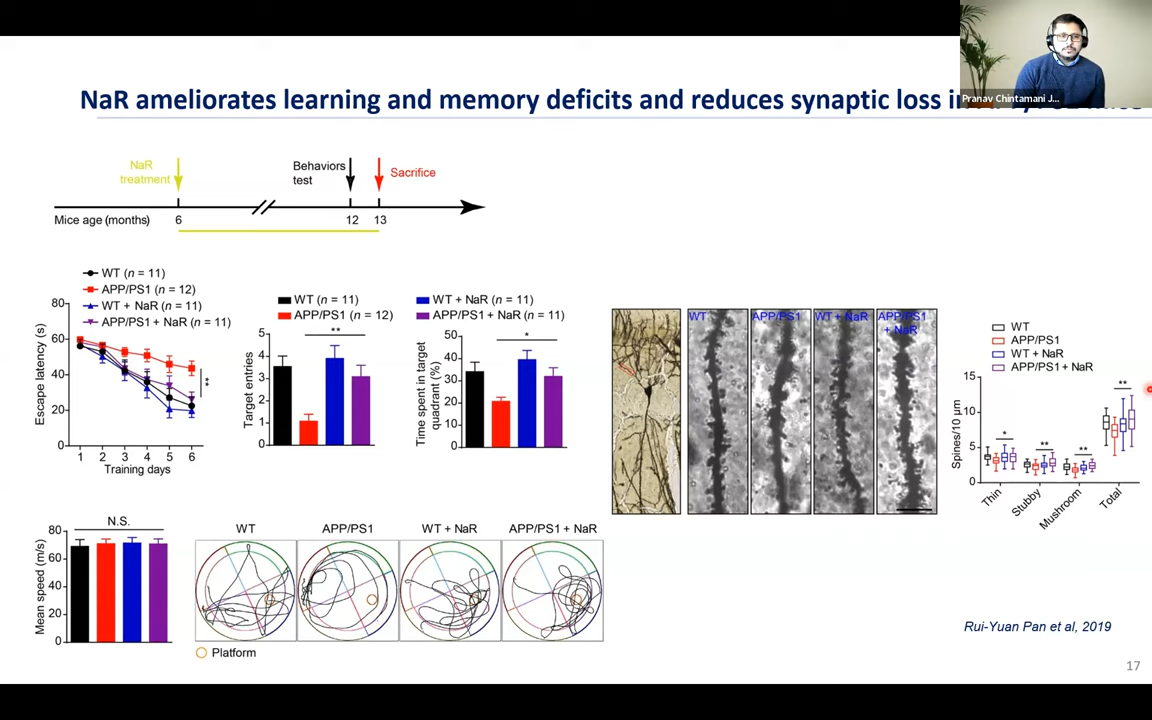 Pranav Chintamani J...
NaR ameliorates learning and memory deficits and reduces synaptic loss in
NaR
treatment
Behaviors
test
Sacrifice
Mice age (months)
6
12
13
WT (n = 11)
APP/PS1 (n = 12)
WT + NaR (n = 11)
APP/PS1 + NaR (n = 11)
Escape latency (s)
80
60
40
20
0
**
1 2 3 4 5 6
Training days
WT (n = 11)
APP/PS1 (n = 12)
Target entries
5
4
3
2
1
0
**
WT + NaR (n = 11)
APP/PS1 + NaR (n = 11)
Time spent in target
quadrant (%)
50
40
30
20
10
0
*
WT
APP/PS1
WT + NaR
APP/PS1
+ NaR
WT
APP/PS1
WT + NaR
APP/PS1 + NaR
Spines/10 µm
15
10
5
0
*
**
**
**
Thin
Stubby
Mushroom
Total
Mean speed (m/s)
80
60
40
20
0
N.S.
WT
APP/PS1
WT + NaR
APP/PS1 + NaR
Platform
Rui-Yuan Pan et al, 2019
17